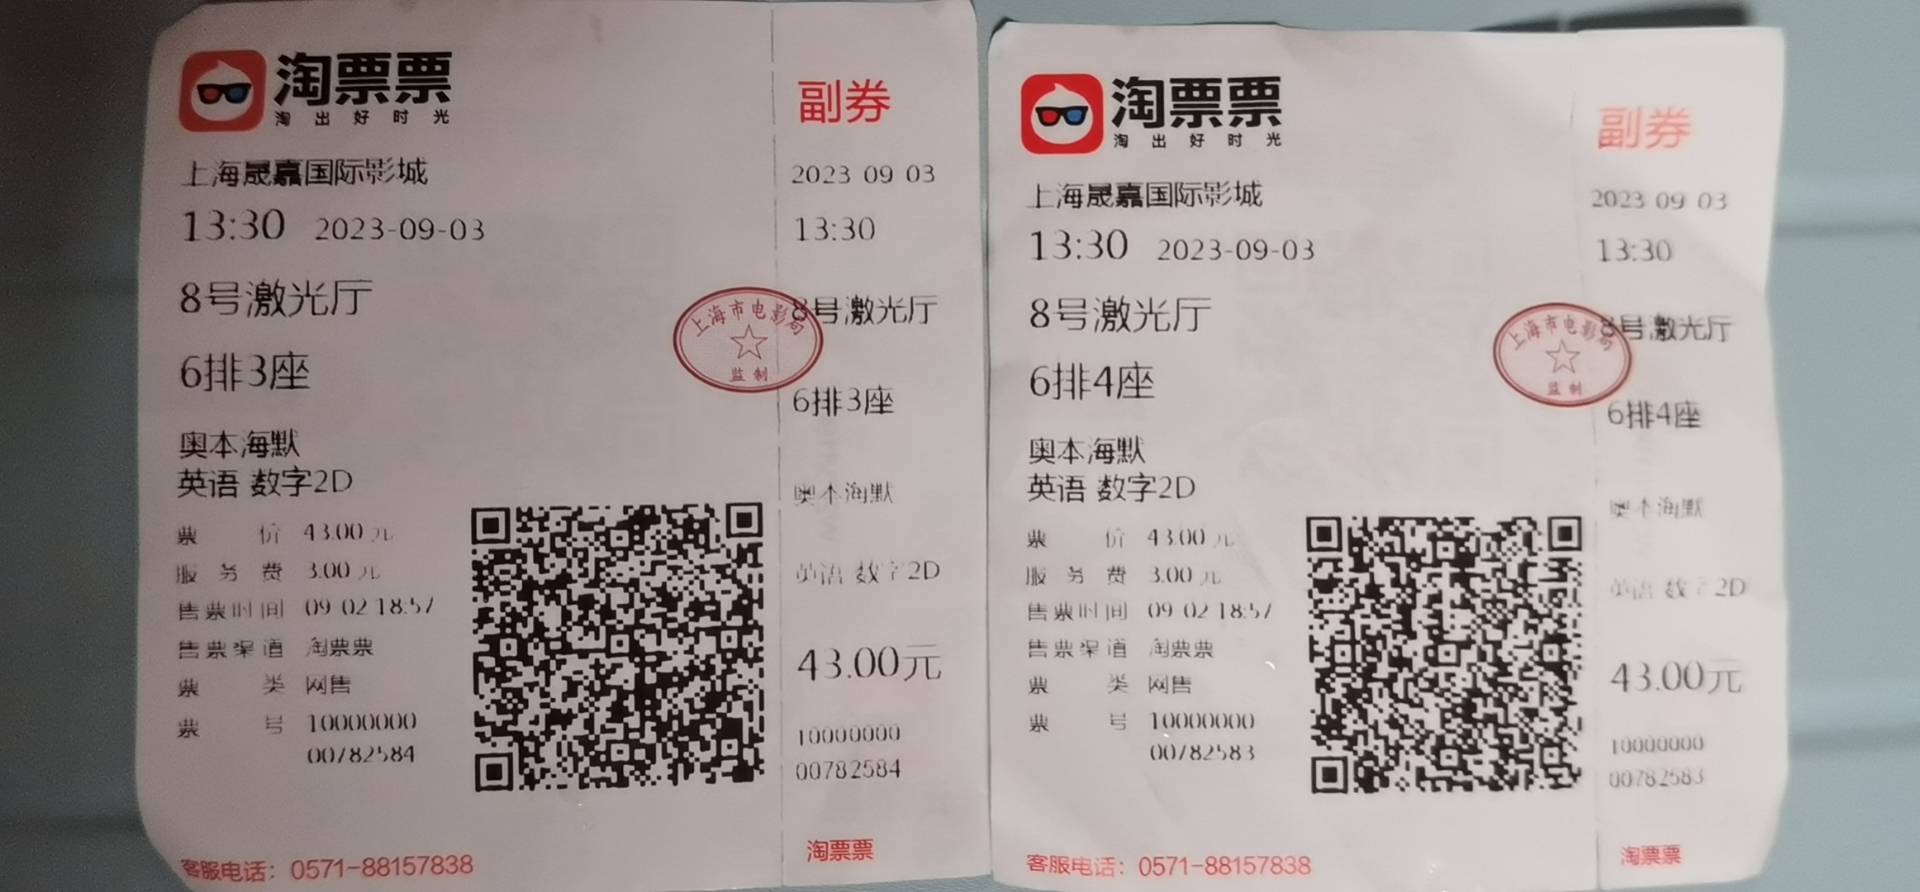 淘票票
淘出好时光
上海晟嘉国际影城
13:30 2023-09-03
8号激光厅
6排3座
奥本海默
英语 数字2D
票价 43.00元
服务费 3.00元
售票时间 09-02 18:57
售票渠道 淘票票
票类 网售
票号 10000000
00782584
客服电话：0571-88157838
上海市电影局
监制
副券
2023 09 03
13:30
8号激光厅
6排3座
奥本海默
英语 数字2D
43.00元
10000000
00782584
淘票票
淘票票
淘出好时光
上海晟嘉国际影城
13:30 2023-09-03
8号激光厅
6排4座
奥本海默
英语 数字2D
票价 43.00元
服务费 3.00元
售票时间 09-02 18:57
售票渠道 淘票票
票类 网售
票号 10000000
00782583
客服电话：0571-88157838
上海市电影局
监制
副券
2023 09 03
13:30
8号激光厅
6排4座
奥本海默
英语 数字2D
43.00元
10000000
00782583
淘票票